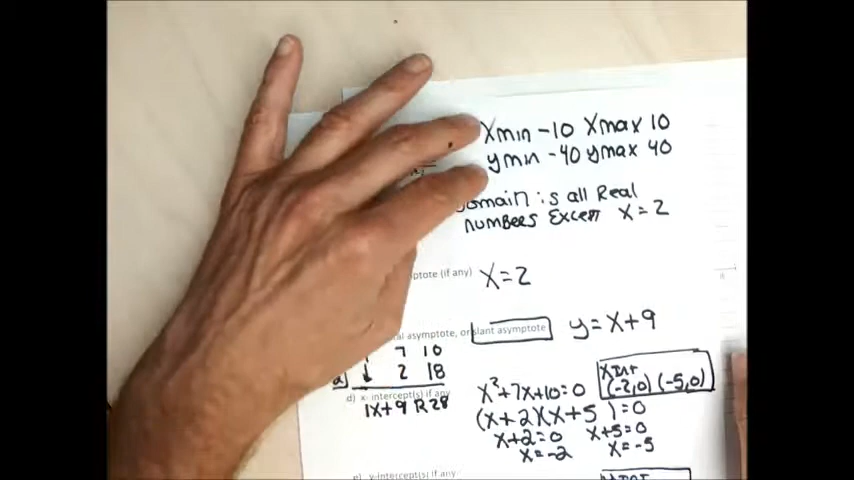 Xmin -10 Xmax 10
ymin -40 ymax 40
Domain is all Real
numbers Except x=2
ptote (if any) X=2
al asymptote, or slant asymptote y=x+9
7 10
2 18
d) x- intercept(s) if any
1x+9 R28
x²+7x+10=0
(x+2)(x+5)=0
x+2=0 x+5=0
x=-2 x=-5
XInt
(-2,0) (-5,0)
e) y-intercept(s) if any